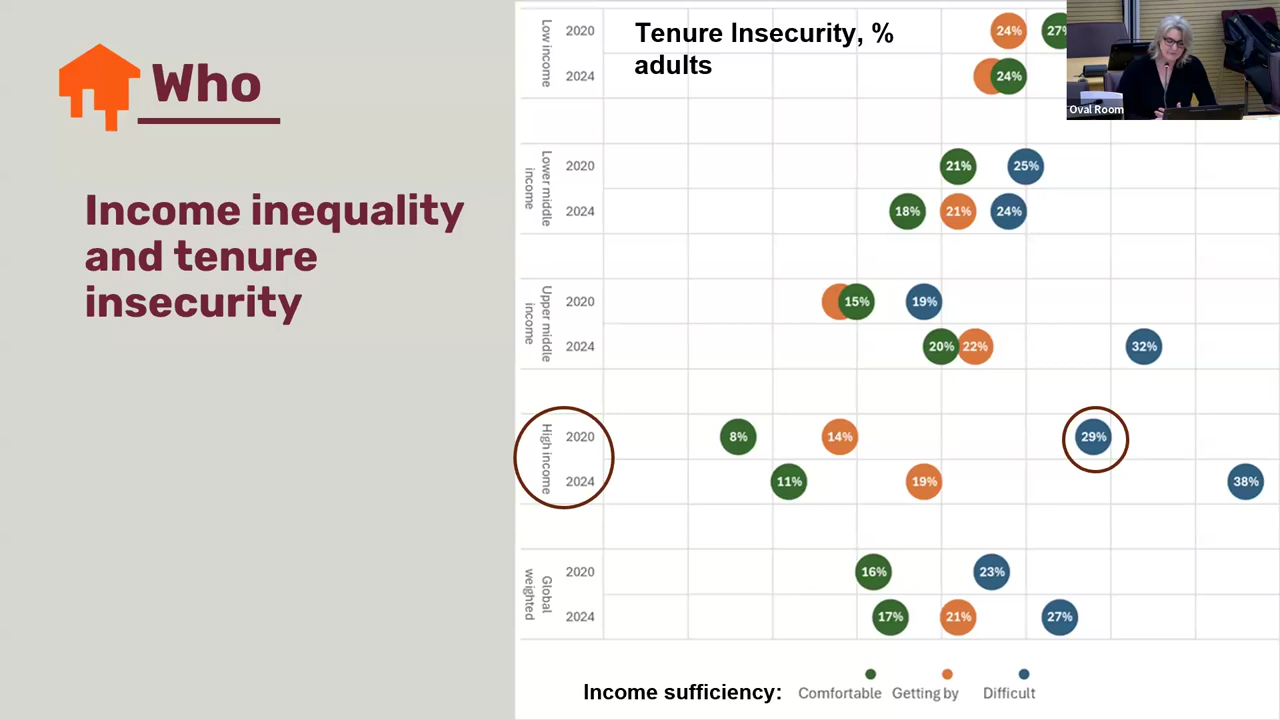 Who
Income inequality
and tenure
insecurity
Tenure Insecurity, %
adults
Low income
2020
24%
27%
2024
24%
Oval Room
Lower middle
income
2020
21%
25%
2024
18%
21%
24%
Upper middle
income
2020
15%
19%
2024
20%
22%
32%
High income
2020
8%
14%
29%
2024
11%
19%
38%
Global
weighted
2020
16%
23%
2024
17%
21%
27%
Income sufficiency:
Comfortable
Getting by
Difficult